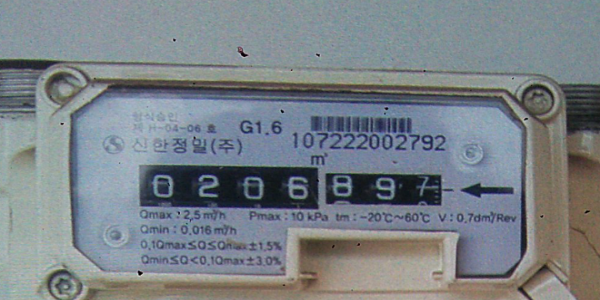 형식승인
제 H-04-06 호
G1.6
신한정밀(주)
107222002792
m³
0206 897
Qmax : 2,5 m³/h Pmax : 10 kPa tm : -20℃~60℃ V : 0,7dm³/Rev
Qmin : 0,016 m³/h
0,1Qmax≤Q≤Qmax±1,5%
Qmin≤Q<0,1Qmax±3,0%